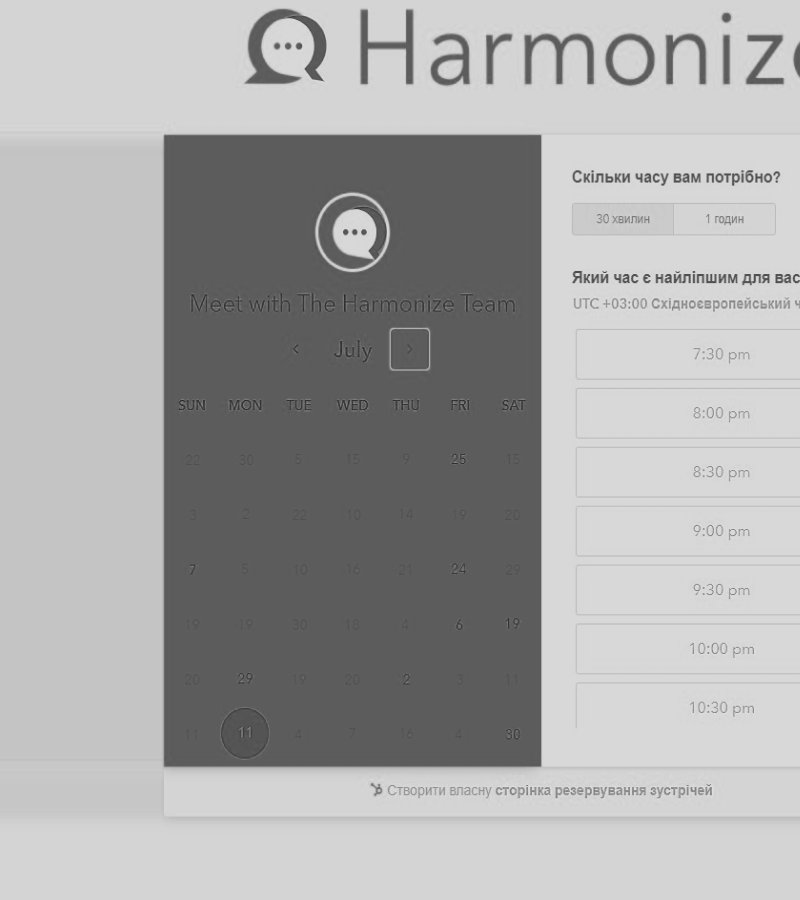 Harmonize
Meet with The Harmonize Team
July
SUN MON TUE WED THU FRI SAT
22 30 5 15 9 25 15
3 2 22 10 14 19 20
7 5 10 16 21 24 29
19 19 30 18 4 6 19
20 29 19 20 2 3 11
11 11 4 7 16 4 30
Скільки часу вам потрібно?
30 хвилин 1 годин
Який час є найліпшим для вас
UTC +03:00 Східноєвропейський ч
7:30 pm
8:00 pm
8:30 pm
9:00 pm
9:30 pm
10:00 pm
10:30 pm
Створити власну сторінка резервування зустрічей